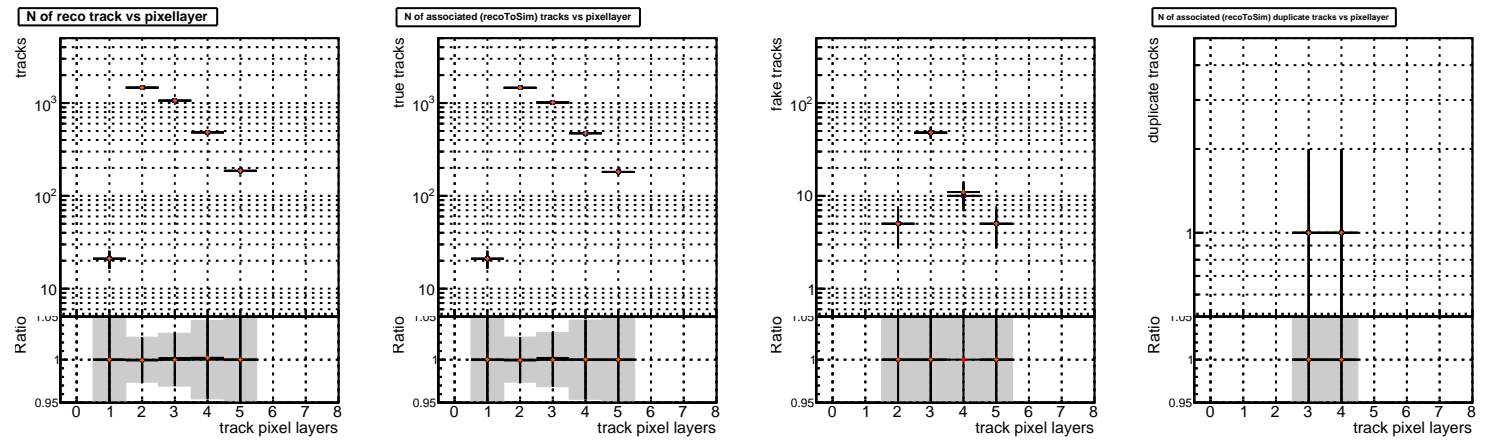 N of reco track vs pixellayer
tracks
10³
10²
10
Ratio
1.05
1
0.95
0 1 2 3 4 5 6 7 8
track pixel layers
N of associated (recoToSim) tracks vs pixellayer
true tracks
10³
10²
10
Ratio
1.05
1
0.95
0 1 2 3 4 5 6 7 8
track pixel layers
fake tracks
10²
10
1
Ratio
1.05
1
0.95
0 1 2 3 4 5 6 7 8
track pixel layers
N of associated (recoToSim) duplicate tracks vs pixellayer
duplicate tracks
1
Ratio
1.05
1
0.95
0 1 2 3 4 5 6 7 8
track pixel layers